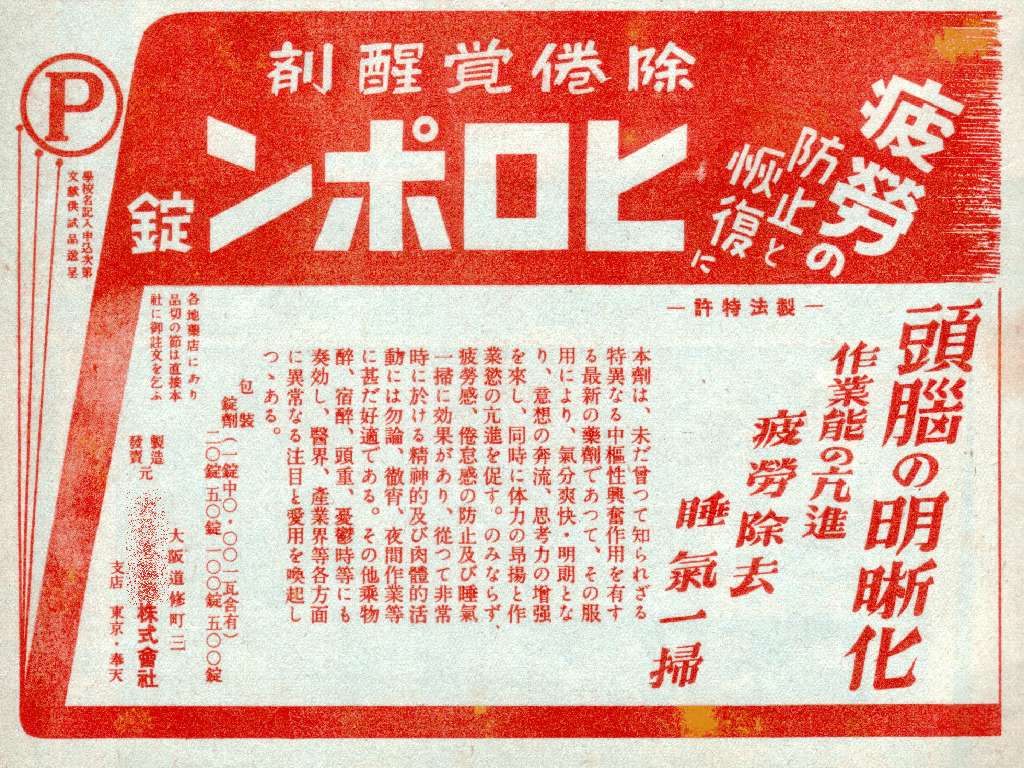 除倦覚醒剤
ヒロポン錠
疲労の
防止と
恢復に
P
學校名記入申込次第
文献供試品進呈
―製法特許―
頭腦の明晰化
作業能の亢進
疲勞除去
睡氣一掃
本劑は、未だ曾つて知られざる
特異なる中樞性興奮作用を有す
る最新の藥劑であつて、その服
用により、氣分爽快・明朗とな
り、意想の奔流、思考力の増强
を來し、同時に体力の昂揚と作
業慾の亢進を促す。のみならず、
疲勞感、倦怠感の防止及び睡氣
一掃に効果があり、從つて非常
時に於ける精神的及び肉體的活
動には勿論、徹宵、夜間作業等
に甚だ好適である。その他乘物
醉、宿醉、頭重、憂鬱時等にも
奏効し、醫界、産業界等各方面
に異常なる注目と愛用を喚起し
つゝある。
包裝
錠劑(一錠中〇・〇〇一瓦含有)
二〇錠 五〇錠 一〇〇錠 五〇〇錠
各地藥店にあり
品切の節は直接本
社に御註文を乞ふ
製造
發賣元
株式會社
大阪道修町三
支店 東京・奉天